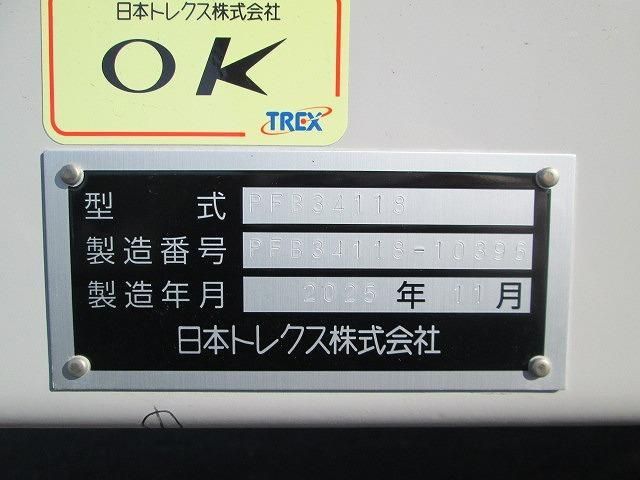 日本トレクス株式会社
OK
TREX
型 式 PFB34118
製造番号 PFB34118-10396
製造年月 2025 年 11 月
日本トレクス株式会社